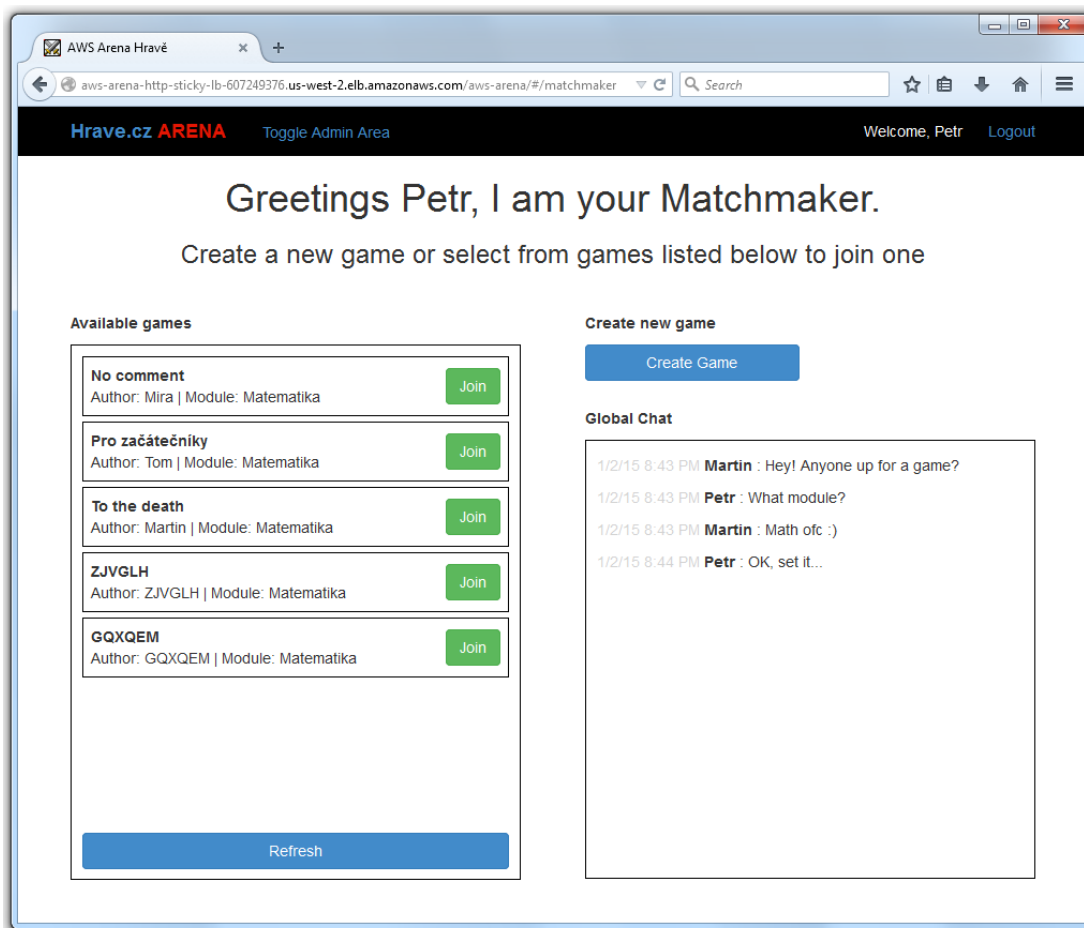 AWS Arena Hravě
aws-arena-http-sticky-lb-607249376.us-west-2.elb.amazonaws.com/aws-arena/#/matchmaker
Search
Hrave.cz ARENA
Toggle Admin Area
Welcome, Petr
Logout
Greetings Petr, I am your Matchmaker.
Create a new game or select from games listed below to join one
Available games
No comment
Author: Mira | Module: Matematika
Join
Pro začátečníky
Author: Tom | Module: Matematika
Join
To the death
Author: Martin | Module: Matematika
Join
ZJVGLH
Author: ZJVGLH | Module: Matematika
Join
GQXQEM
Author: GQXQEM | Module: Matematika
Join
Refresh
Create new game
Create Game
Global Chat
1/2/15 8:43 PM Martin : Hey! Anyone up for a game?
1/2/15 8:43 PM Petr : What module?
1/2/15 8:43 PM Martin : Math ofc :)
1/2/15 8:44 PM Petr : OK, set it...